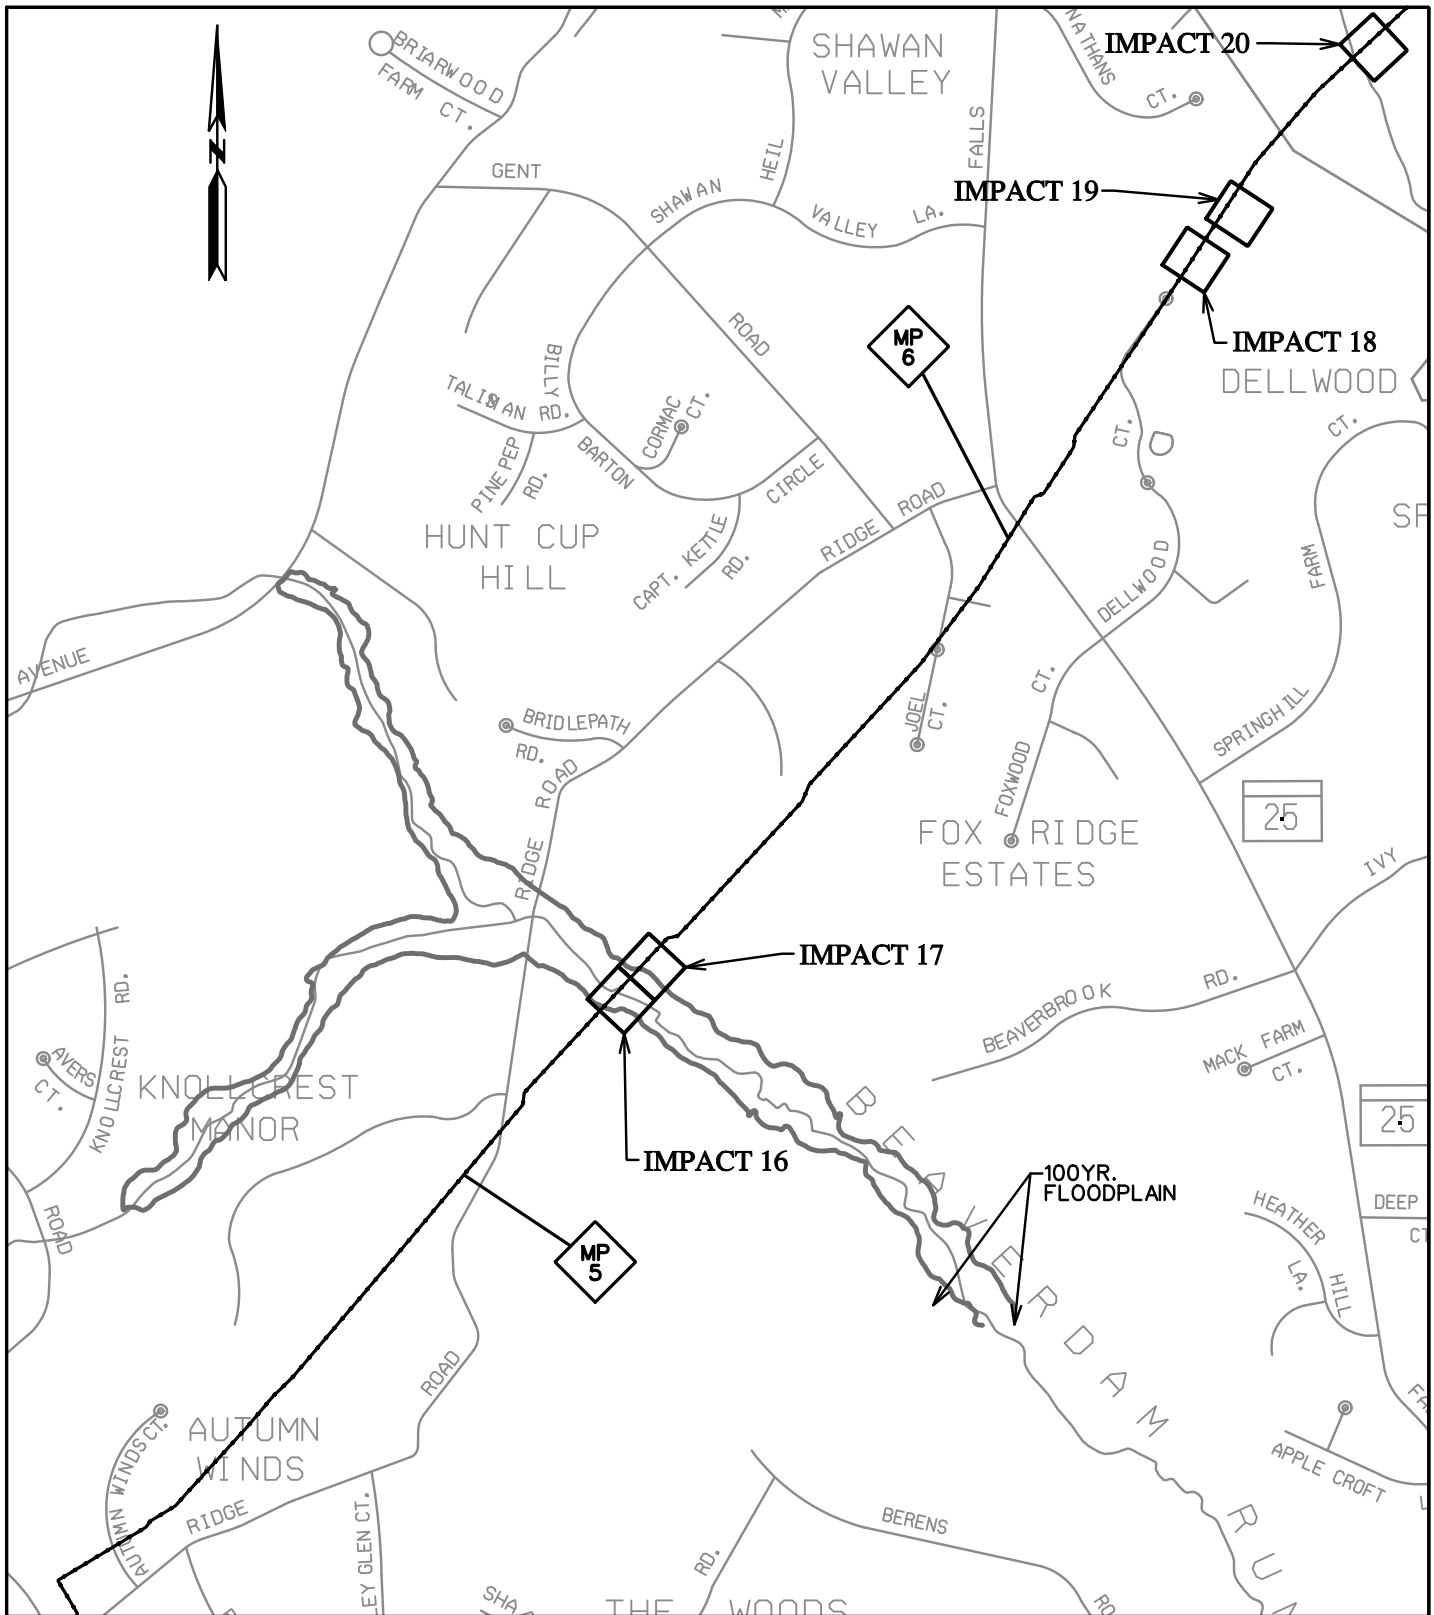 BRIARWOOD
FARM CT.
N
SHAWAN
VALLEY
NATHANS
CT.
IMPACT 20
GENT
ROAD
SHAWAN
HEIL
VALLEY LA.
FALLS
IMPACT 19
IMPACT 18
DELLWOOD
MP
6
BILLY
BARTON
CIRCLE
TALISMAN RD.
CORMAC
CT.
PINEPEP
RD.
CAPT. KETTLE
RD.
HUNT CUP
HILL
RIDGE ROAD
CT.
DELLWOOD
CT.
FARM
SPRINGHILL
AVENUE
BRIDLEPATH
RD.
RIDGE ROAD
JOEL
CT.
FOXWOOD
CT.
FOX RIDGE
ESTATES
25
IVY
IMPACT 17
BEAVERBROOK RD.
MACK FARM
CT.
25
KNOLLCREST RD.
AVERS
CT.
KNOLLCREST
MANOR
ROAD
IMPACT 16
BEAVERDAM
100YR.
FLOODPLAIN
HEATHER
LA.
HILL
DEEP
MP
5
ROAD
AUTUMN
WINDS
AUTUMN WINDS CT.
RIDGE
APPLE CROFT
BERENS
RD.
THE WOODS